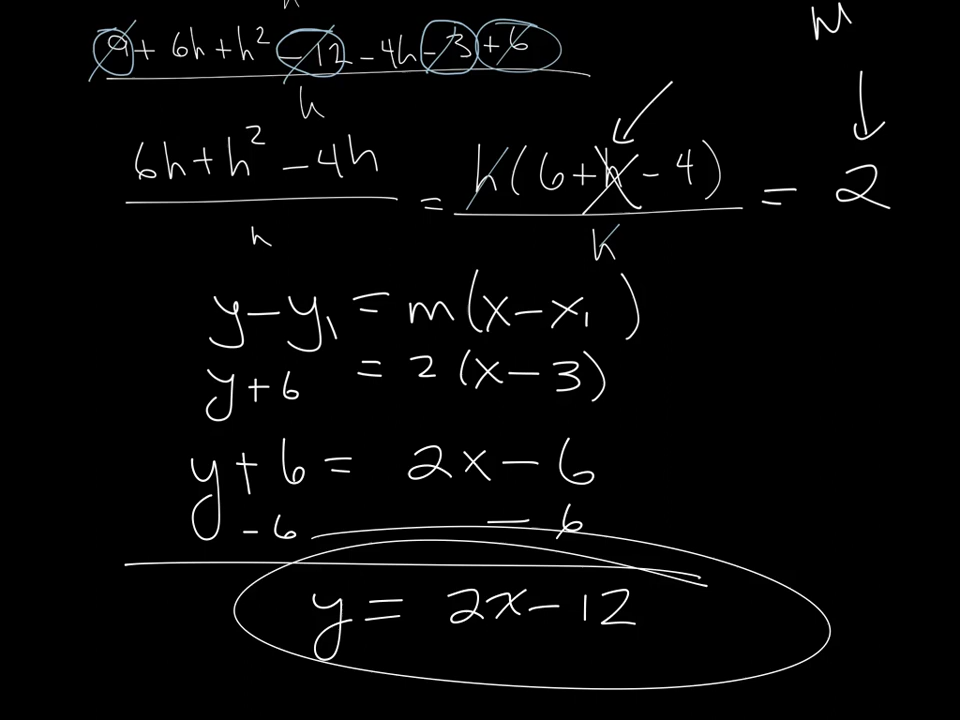 M
9 + 6h + h² - 12 - 4h - 3 + 6
h
6h + h² - 4h = h(6 + h - 4) = 2
h h
y - y₁ = m(x - x₁)
y + 6 = 2(x - 3)
y + 6 = 2x - 6
- 6 - 6
y = 2x - 12